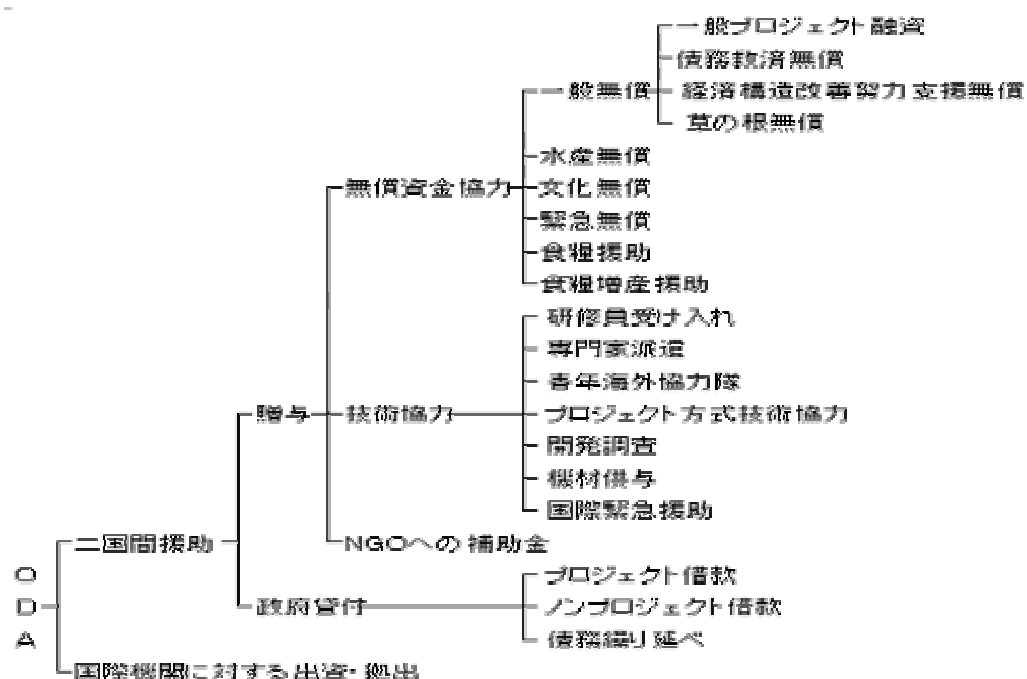 一般プロジェクト融資
債務救済無償
一般無償
経済構造改善努力支援無償
草の根無償
水産無償
無償資金協力
文化無償
緊急無償
食糧援助
食糧増産援助
研修員受け入れ
専門家派遣
青年海外協力隊
贈与
技術協力
プロジェクト方式技術協力
開発調査
機材供与
国際緊急援助
二国間援助
NGOへの補助金
ODA
プロジェクト借款
政府貸付
ノンプロジェクト借款
債務繰り延べ
国際機関に対する出資・拠出